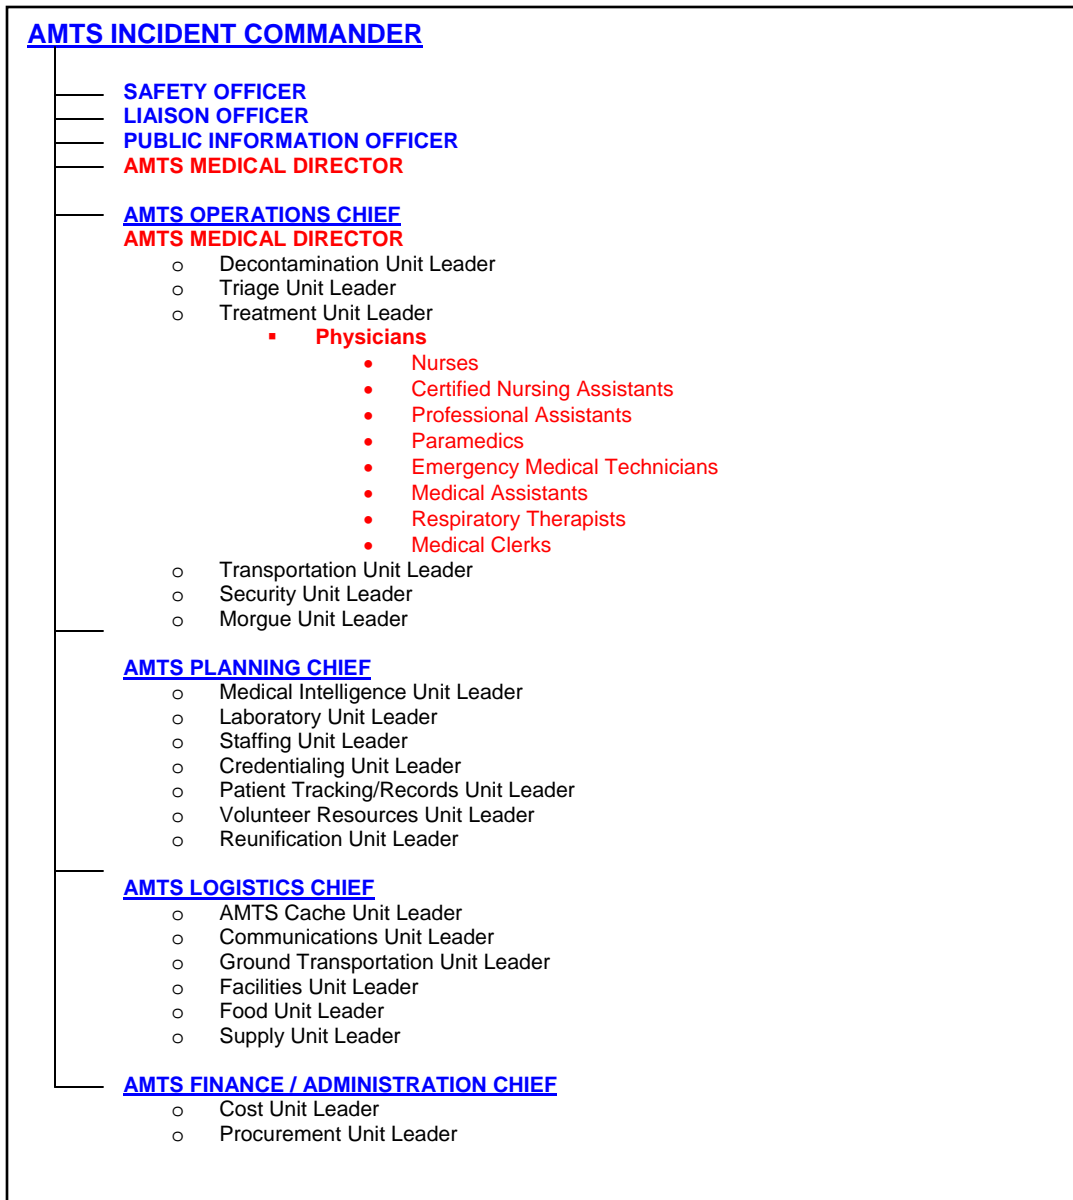 AMTS INCIDENT COMMANDER
SAFETY OFFICER
LIAISON OFFICER
PUBLIC INFORMATION OFFICER
AMTS MEDICAL DIRECTOR
AMTS OPERATIONS CHIEF
AMTS MEDICAL DIRECTOR
o Decontamination Unit Leader
o Triage Unit Leader
o Treatment Unit Leader
▪ Physicians
• Nurses
• Certified Nursing Assistants
• Professional Assistants
• Paramedics
• Emergency Medical Technicians
• Medical Assistants
• Respiratory Therapists
• Medical Clerks
o Transportation Unit Leader
o Security Unit Leader
o Morgue Unit Leader
AMTS PLANNING CHIEF
o Medical Intelligence Unit Leader
o Laboratory Unit Leader
o Staffing Unit Leader
o Credentialing Unit Leader
o Patient Tracking/Records Unit Leader
o Volunteer Resources Unit Leader
o Reunification Unit Leader
AMTS LOGISTICS CHIEF
o AMTS Cache Unit Leader
o Communications Unit Leader
o Ground Transportation Unit Leader
o Facilities Unit Leader
o Food Unit Leader
o Supply Unit Leader
AMTS FINANCE / ADMINISTRATION CHIEF
o Cost Unit Leader
o Procurement Unit Leader